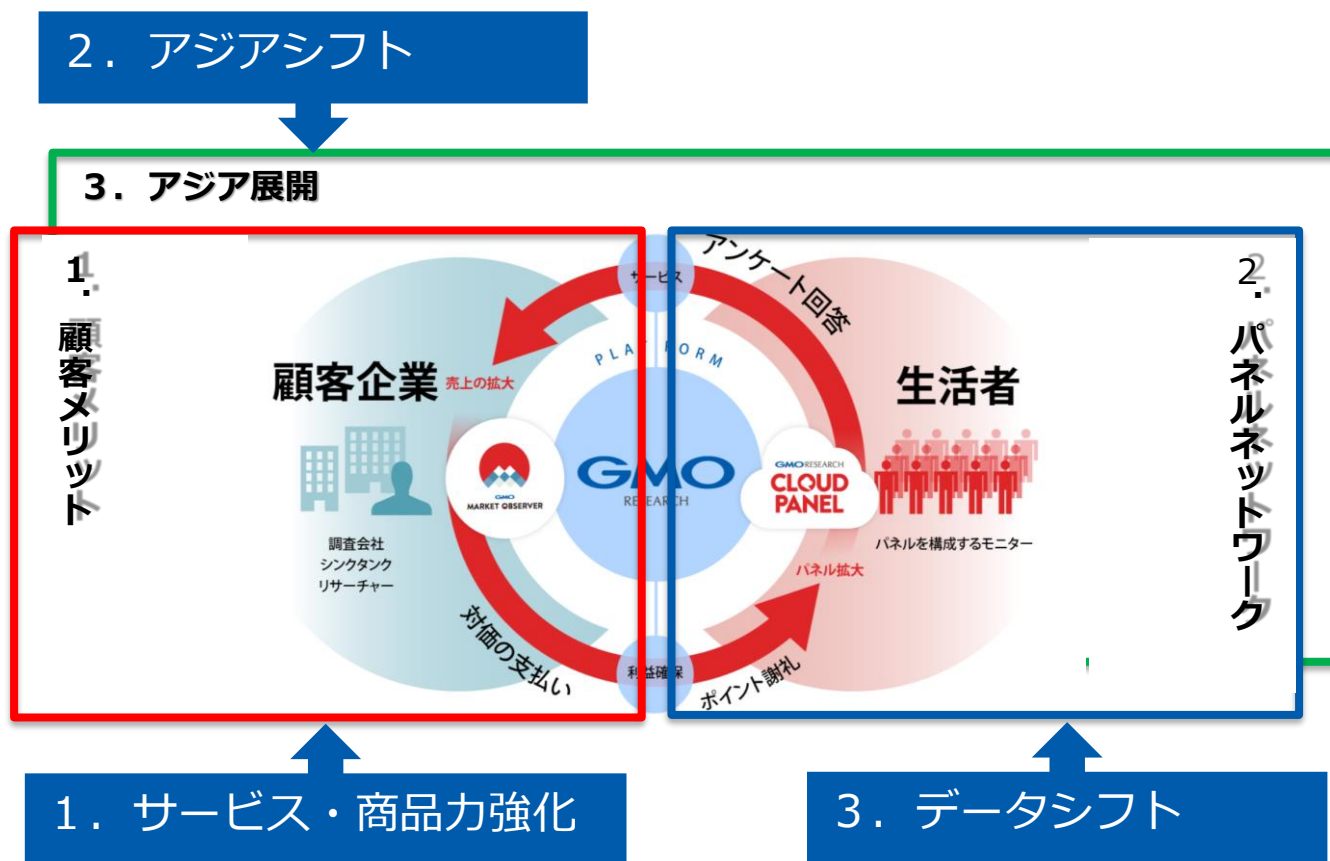 ２．アジアシフト
３．アジア展開
１．顧客メリット
サービス
アンケート回答
２．パネルネットワーク
PLATFORM
顧客企業
売上の拡大
生活者
GMO
MARKET OBSERVER
GMO
RESEARCH
GMO RESEARCH
CLOUD
PANEL
調査会社
シンクタンク
リサーチャー
パネルを構成するモニター
パネル拡大
対価の支払い
利益確保
ポイント謝礼
１．サービス・商品力強化
３．データシフト